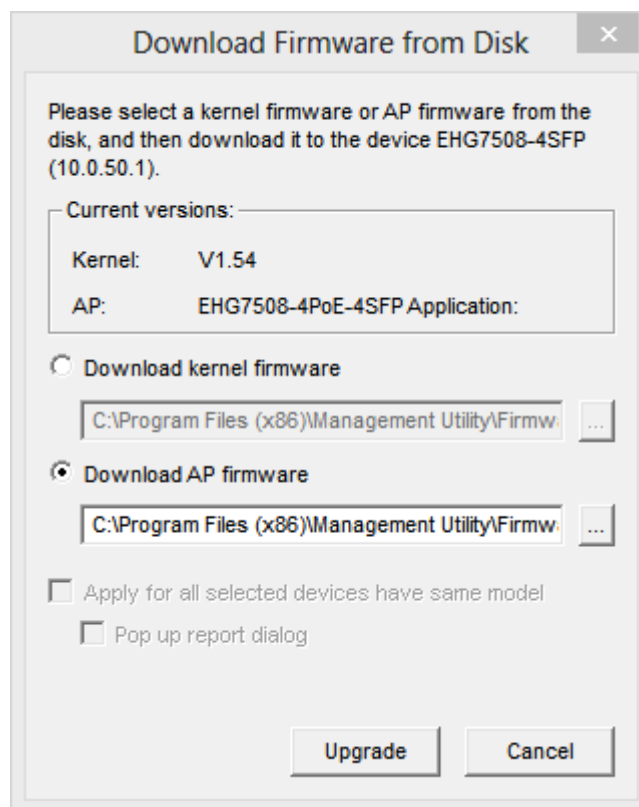 Download Firmware from Disk
Please select a kernel firmware or AP firmware from the
disk, and then download it to the device EHG7508-4SFP
(10.0.50.1).
Current versions:
Kernel: V1.54
AP: EHG7508-4PoE-4SFP Application:
Download kernel firmware
C:\Program Files (x86)\Management Utility\Firmw ...
Download AP firmware
C:\Program Files (x86)\Management Utility\Firmw ...
Apply for all selected devices have same model
Pop up report dialog
Upgrade Cancel